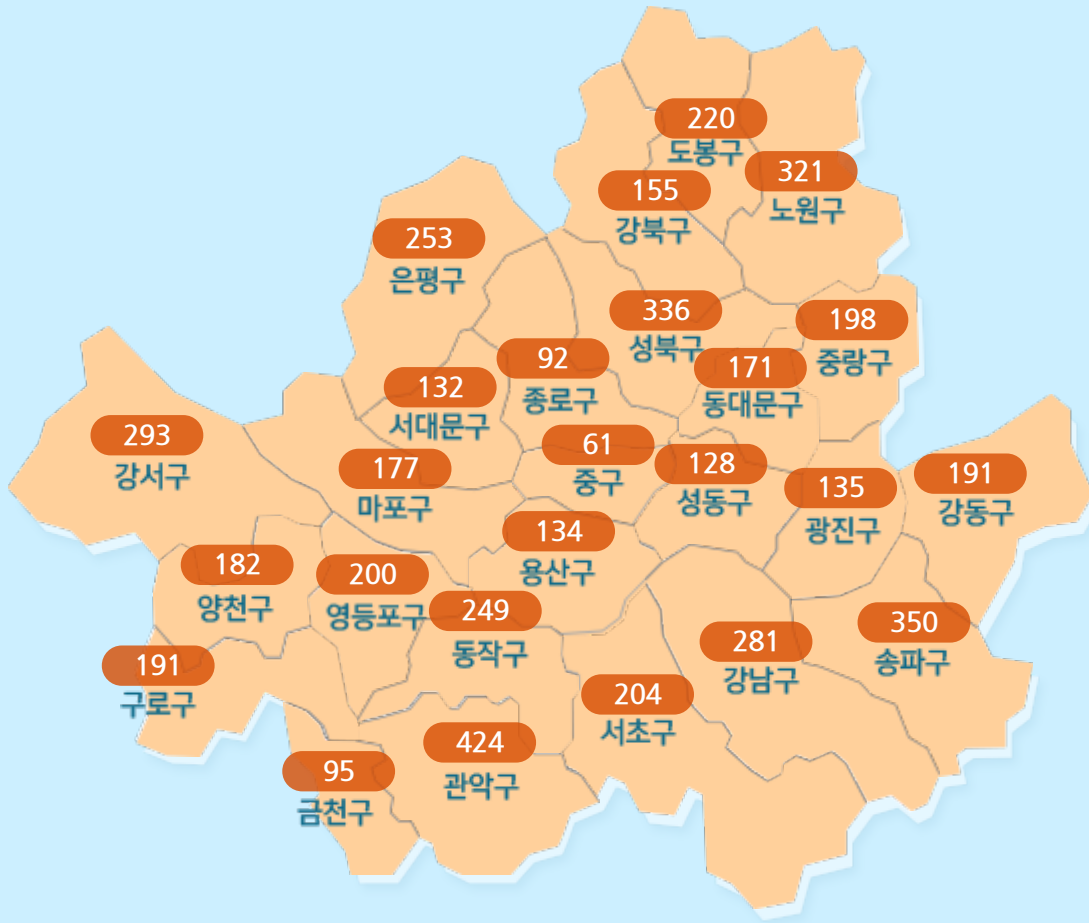 220
도봉구
321
노원구
155
강북구
253
은평구
336
성북구
198
중랑구
92
종로구
171
동대문구
132
서대문구
293
강서구
61
중구
128
성동구
177
마포구
135
광진구
191
강동구
134
용산구
182
양천구
200
영등포구
249
동작구
350
송파구
281
강남구
191
구로구
204
서초구
424
관악구
95
금천구